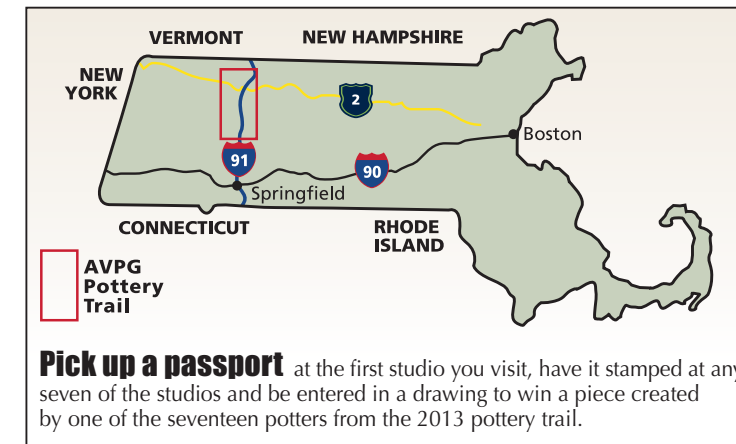 VERMONT
NEW HAMPSHIRE
NEW
YORK
2
Boston
91
90
Springfield
CONNECTICUT
RHODE
ISLAND
AVPG
Pottery
Trail
Pick up a passport at the first studio you visit, have it stamped at any
seven of the studios and be entered in a drawing to win a piece created
by one of the seventeen potters from the 2013 pottery trail.